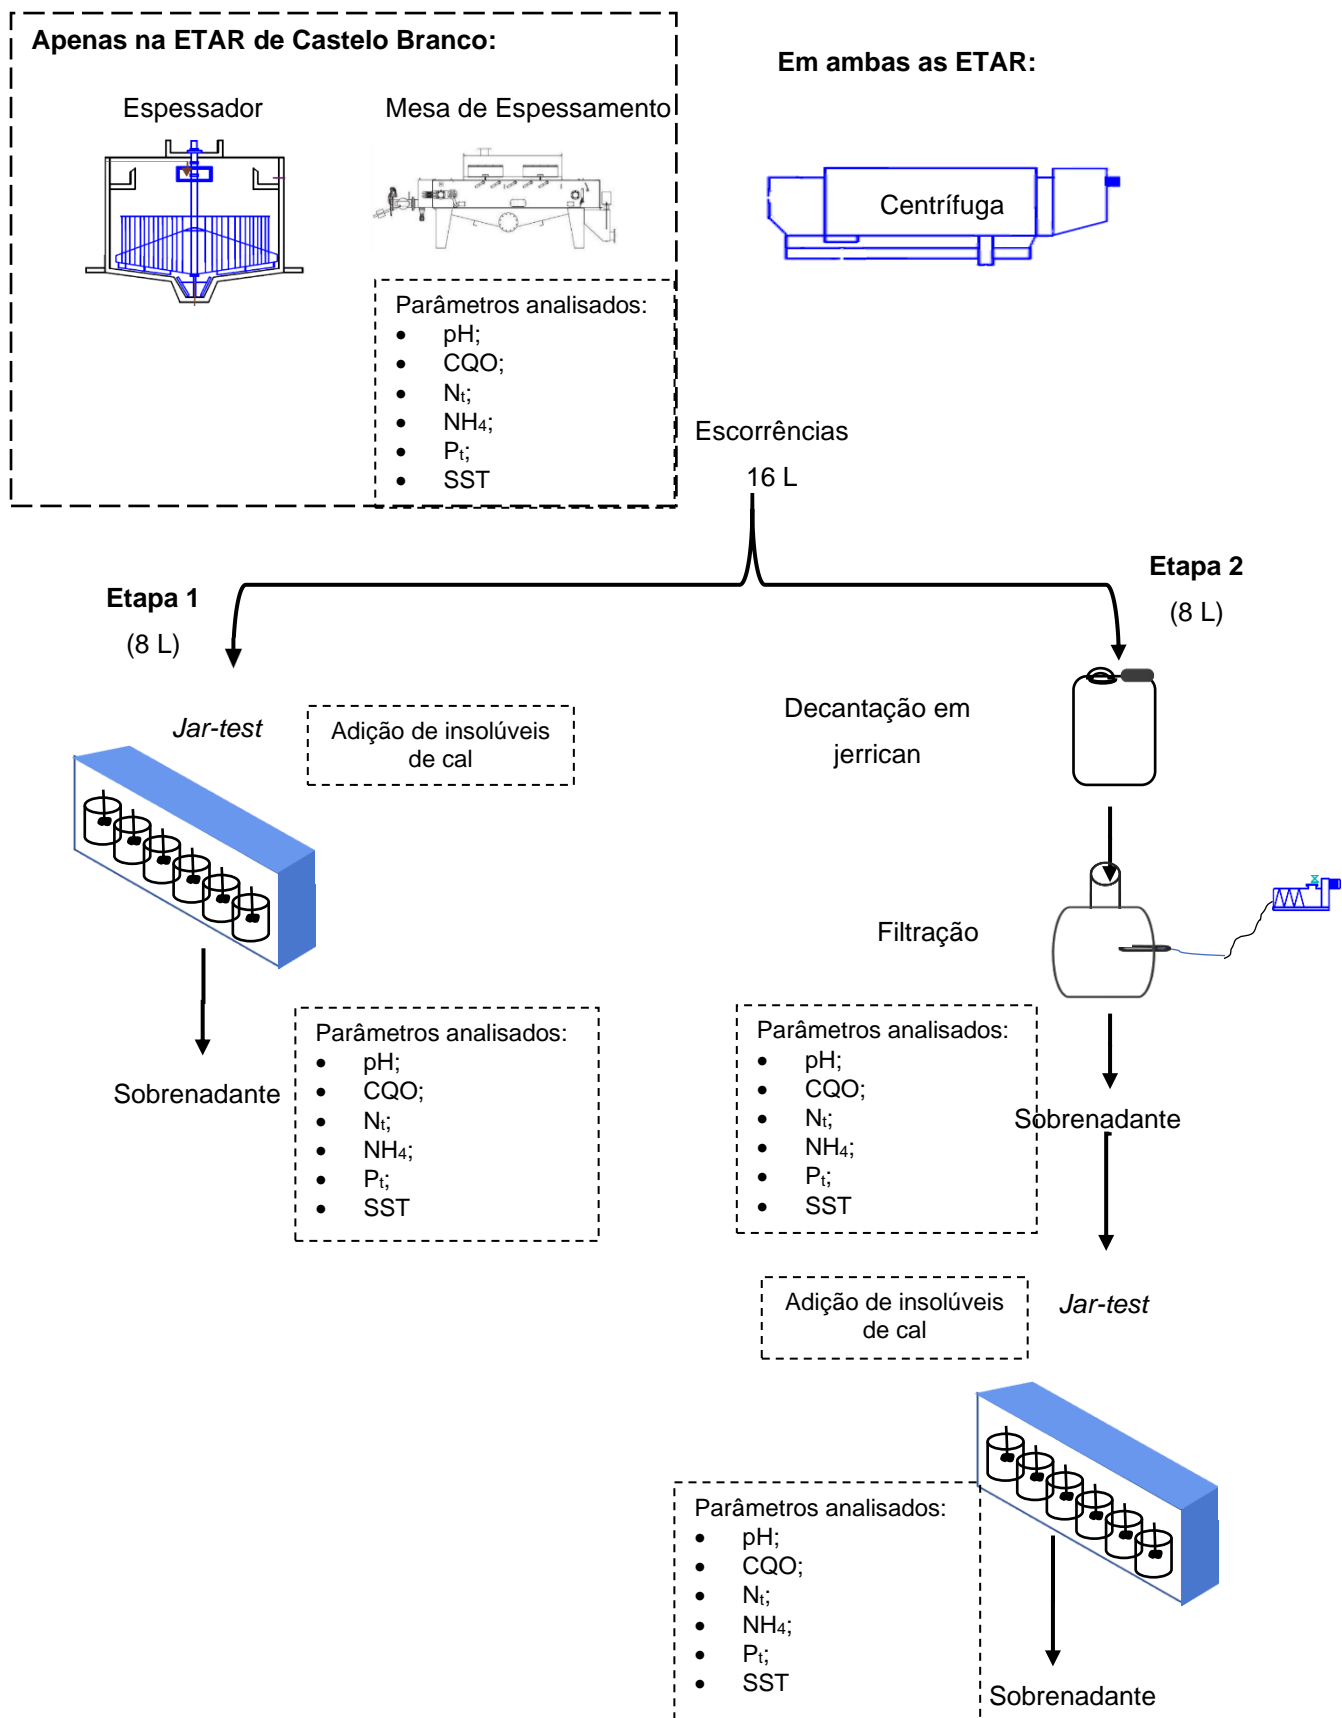 Apenas na ETAR de Castelo Branco:
Em ambas as ETAR:
Espessador
Mesa de Espessamento
Centrífuga
Parâmetros analisados:
• pH;
• CQO;
• Nt;
• NH4;
• Pt;
• SST
Escorrências
16 L
Etapa 1
(8 L)
Etapa 2
(8 L)
Jar-test
Adição de insolúveis
de cal
Decantação em
jerrican
Filtração
Parâmetros analisados:
• pH;
• CQO;
• Nt;
• NH4;
• Pt;
• SST
Sobrenadante
Parâmetros analisados:
• pH;
• CQO;
• Nt;
• NH4;
• Pt;
• SST
Sobrenadante
Adição de insolúveis
de cal
Jar-test
Parâmetros analisados:
• pH;
• CQO;
• Nt;
• NH4;
• Pt;
• SST
Sobrenadante